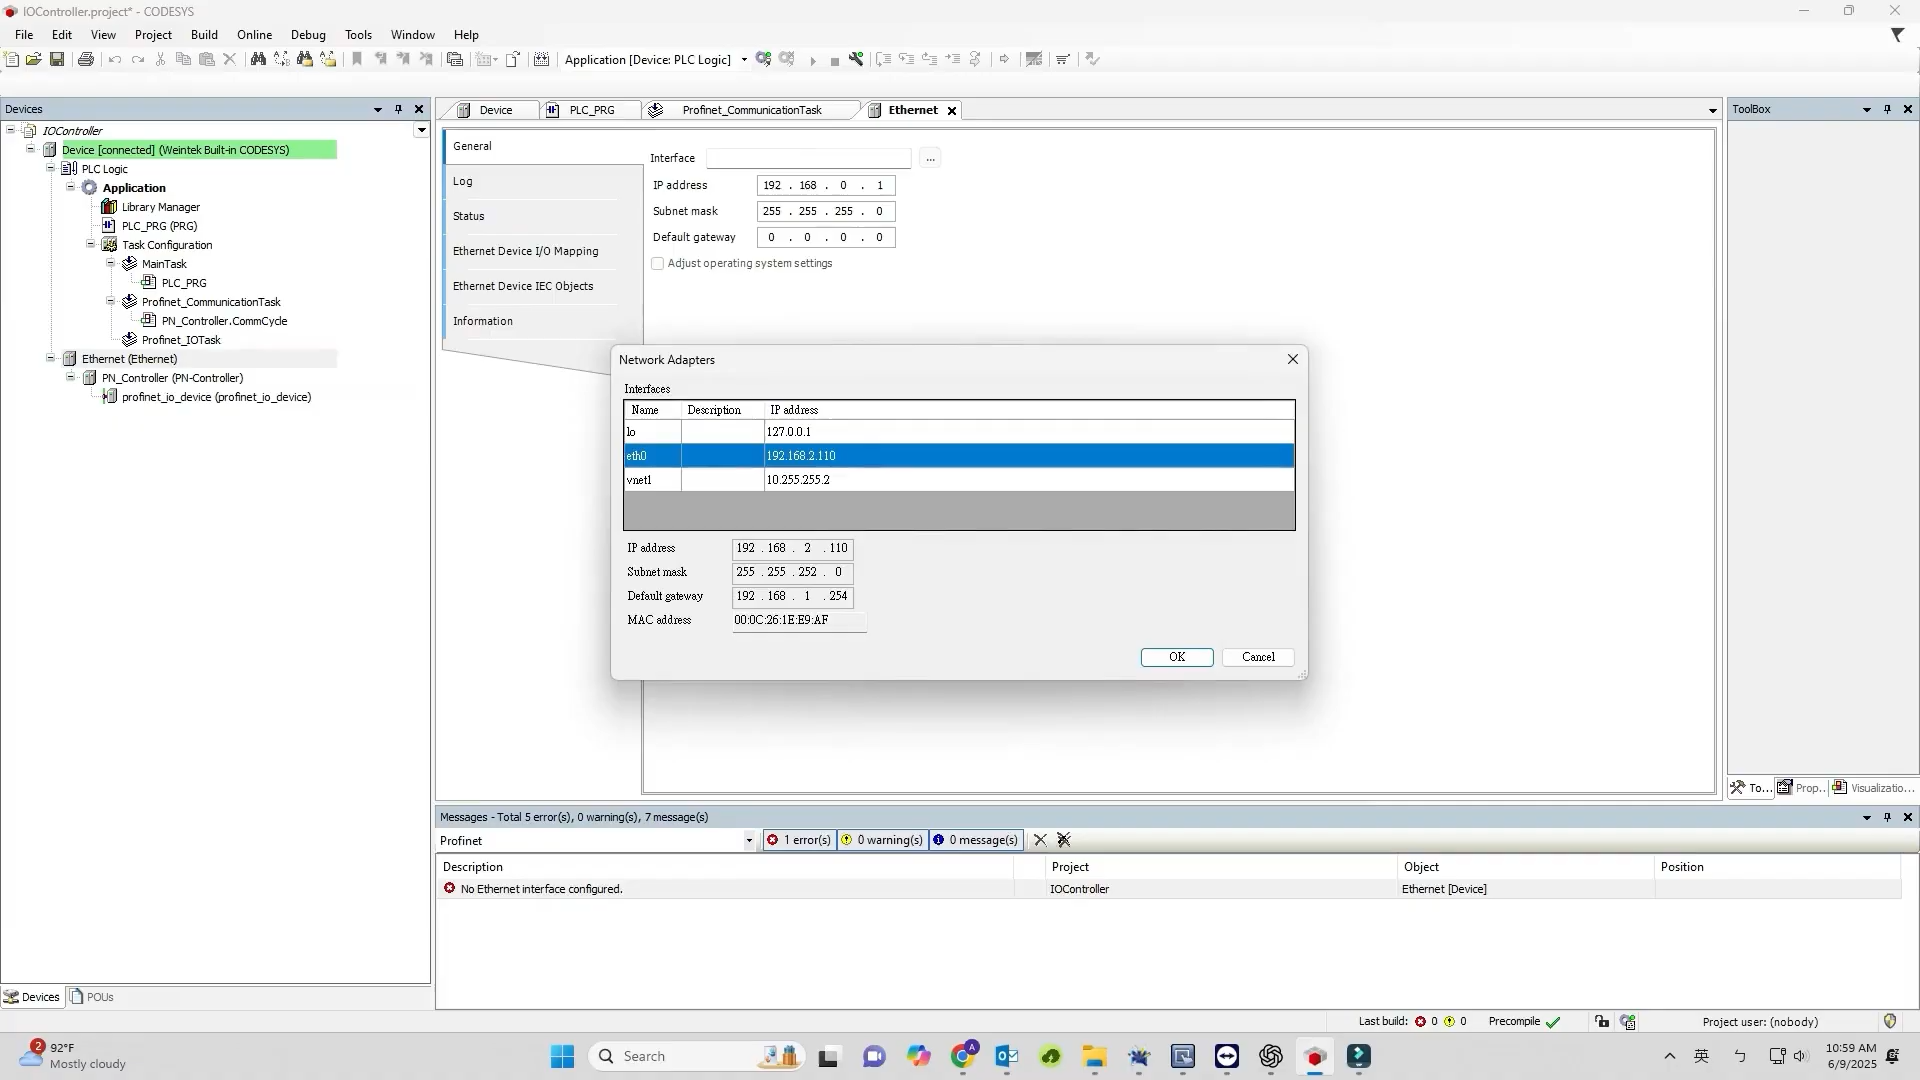 IOController.project* - CODESYS
File Edit View Project Build Online Debug Tools Window Help
Application [Device: PLC Logic]
Devices
IOController
Device [connected] (Weintek Built-in CODESYS)
PLC Logic
Application
Library Manager
PLC_PRG (PRG)
Task Configuration
MainTask
PLC_PRG
Profinet_CommunicationTask
PN_Controller.CommCycle
Profinet_IOTask
Ethernet (Ethernet)
PN_Controller (PN-Controller)
profinet_io_device (profinet_io_device)
Devices POUs
Device PLC_PRG Profinet_CommunicationTask Ethernet
General
Log
Status
Ethernet Device I/O Mapping
Ethernet Device IEC Objects
Information
Interface ...
IP address 192 . 168 . 0 . 1
Subnet mask 255 . 255 . 255 . 0
Default gateway 0 . 0 . 0 . 0
Adjust operating system settings
Network Adapters
Interfaces
Name Description IP address
lo 127.0.0.1
eth0 192.168.2.110
vnet1 10.255.255.2
IP address 192 . 168 . 2 . 110
Subnet mask 255 . 255 . 252 . 0
Default gateway 192 . 168 . 1 . 254
MAC address 00:0C:26:1E:E9:AF
OK Cancel
ToolBox
To... Prop.. Visualizatio...
Messages - Total 5 error(s), 0 warning(s), 7 message(s)
Profinet 1 error(s) 0 warning(s) 0 message(s)
Description Project Object Position
No Ethernet interface configured. IOController Ethernet [Device]
Last build: 0 0 Precompile Project user: (nobody)
2 92°F
Mostly cloudy
Search
A
英
ㄅ
10:59 AM
6/9/2025